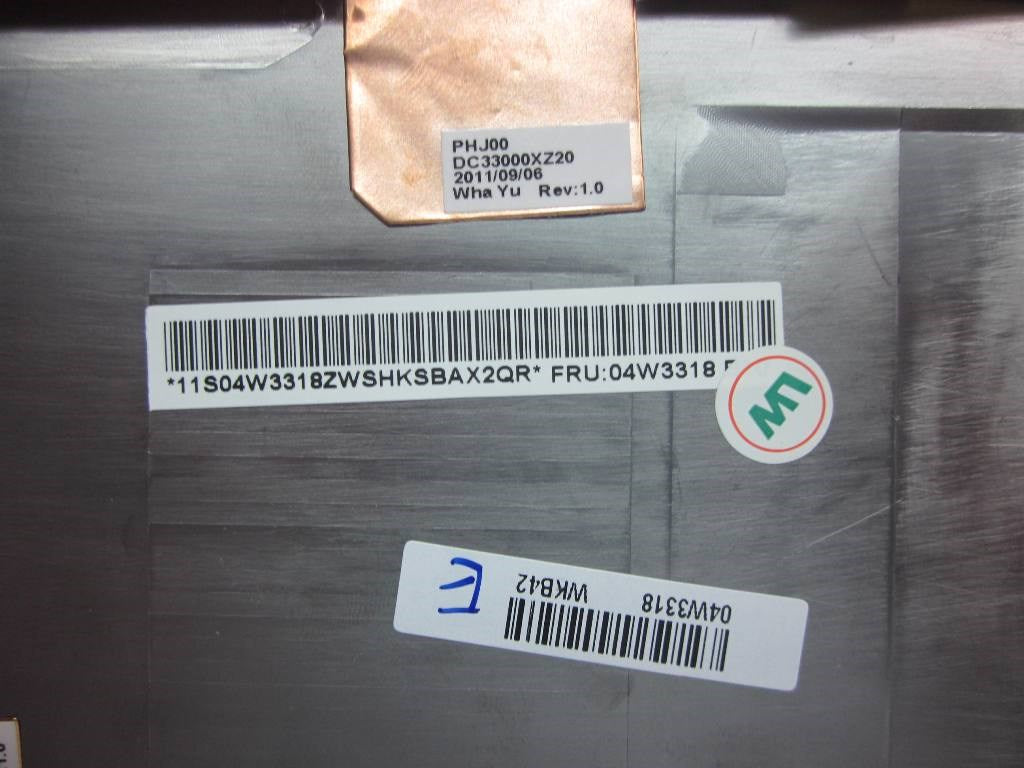 PHJ00
DC33000XZ20
2011/09/06
Wha Yu Rev:1.0
*11S04W3318ZWSHKSBAX2QR* FRU:04W3318
04W3318 WKB42
E